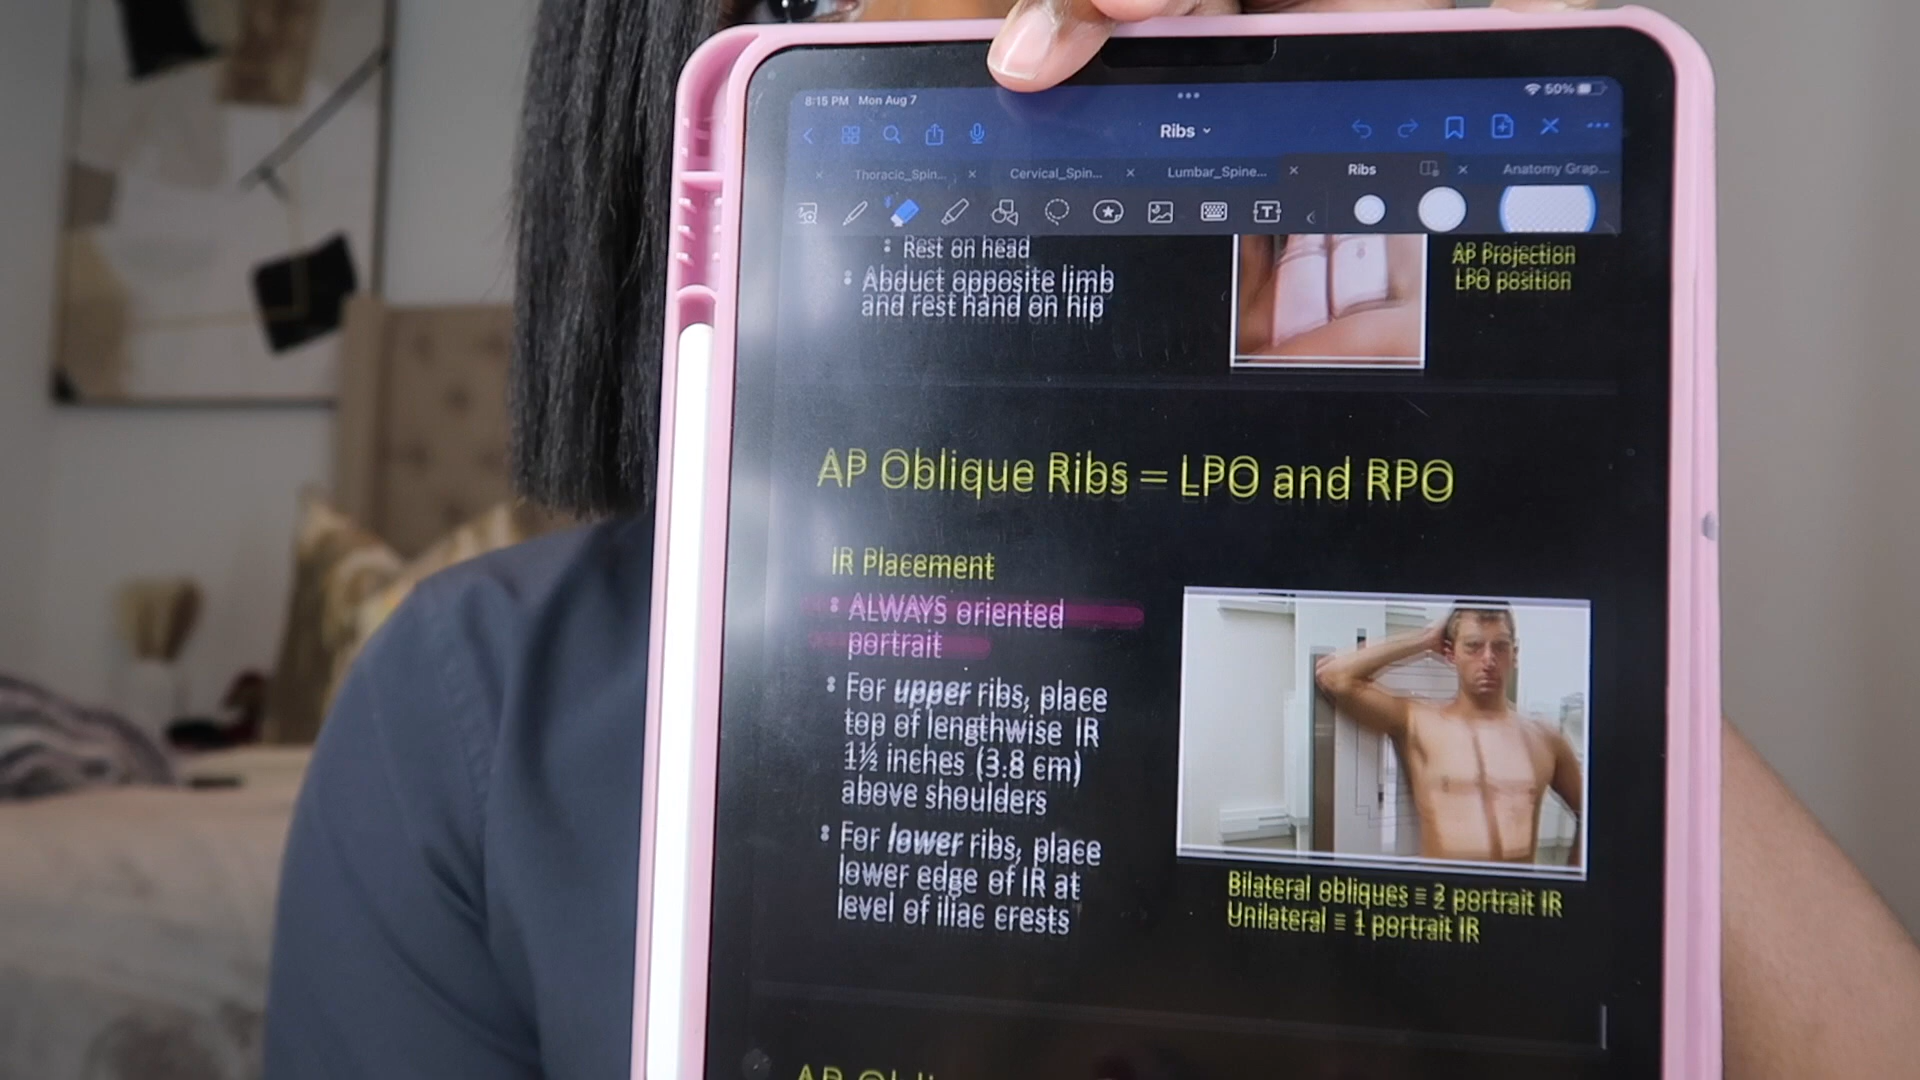 8:15 PM Mon Aug 7
50%
Ribs
Thoracic_Spin...
Cervical_Spin...
Lumbar_Spine...
Ribs
Anatomy Grap...
• Rest on head
• Abduct opposite limb
and rest hand on hip
AP Projection
LPO position
AP Oblique Ribs = LPO and RPO
IR Placement
• ALWAYS oriented
portrait
• For upper ribs, place
top of lengthwise IR
1½ inches (3.8 cm)
above shoulders
• For lower ribs, place
lower edge of IR at
level of iliac crests
Bilateral obliques = 2 portrait IR
Unilateral = 1 portrait IR